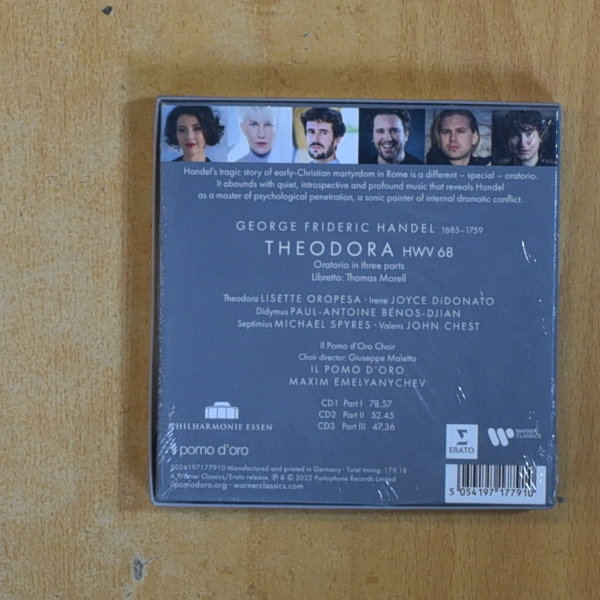 Handel's tragic story of early-Christian martyrdom in Rome is a different – special – oratorio.
It abounds with quiet, introspective and profound music that reveals Handel
as a master of psychological penetration, a sonic painter of internal dramatic conflict.
GEORGE FRIDERIC HANDEL 1685–1759
THEODORA HWV 68
Oratorio in three parts
Libretto: Thomas Morell
Theodora LISETTE OROPESA · Irene JOYCE DiDONATO
Didymus PAUL-ANTOINE BÉNOS-DJIAN
Septimius MICHAEL SPYRES · Valens JOHN CHEST
Il Pomo d'Oro Choir
Choir director: Giuseppe Maletto
IL POMO D'ORO
MAXIM EMELYANYCHEV
CD1 Part I 78.57
CD2 Part II 52.45
CD3 Part III 47.36
PHILHARMONIE ESSEN
il pomo d'oro
ERATO
WARNER
CLASSICS
5054197177910 Manufactured and printed in Germany · Total timing: 179.18
A Warner Classics/Erato release, ℗ & © 2022 Parlophone Records Limited
ilpomodoro.org · warnerclassics.com
5 054197 177910